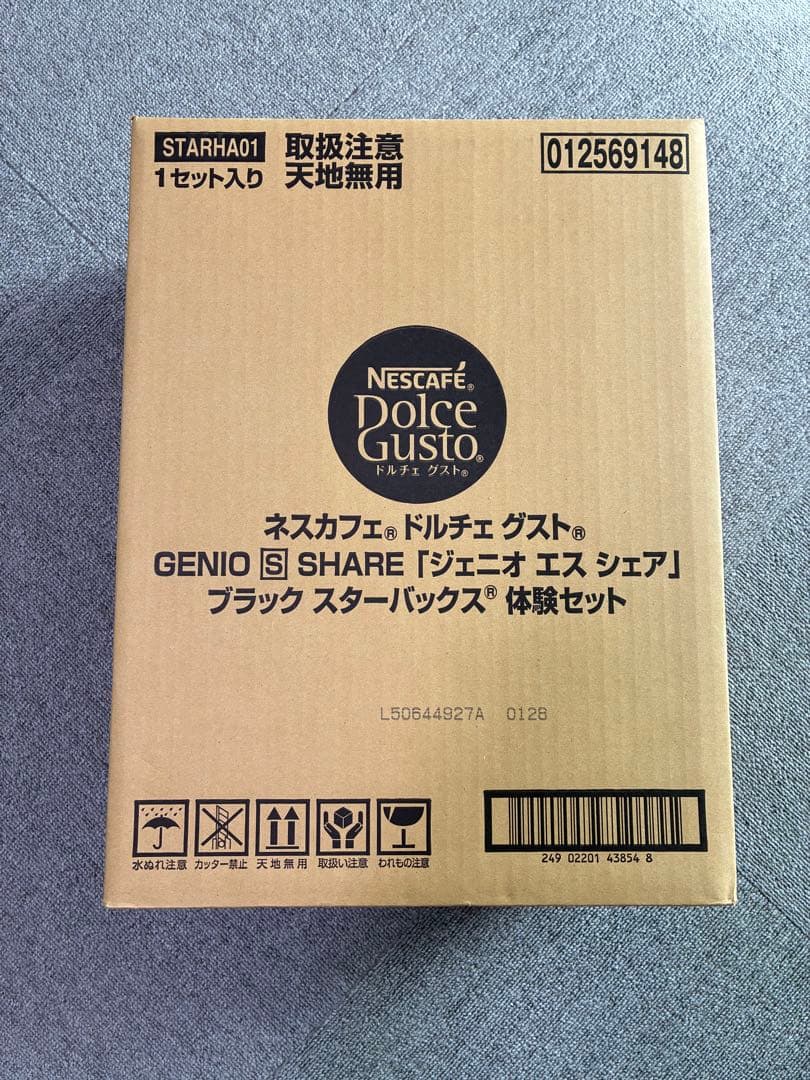 STARHA01 取扱注意 012569148
1セット入り 天地無用
NESCAFÉ®
Dolce
Gusto®
ドルチェ グスト®
ネスカフェ® ドルチェ グスト®
GENIO S SHARE「ジェニオ エス シェア」
ブラック スターバックス® 体験セット
L50644927A 0128
水ぬれ注意 カッター禁止 天地無用 取扱い注意 われもの注意
249 02201 43854 8